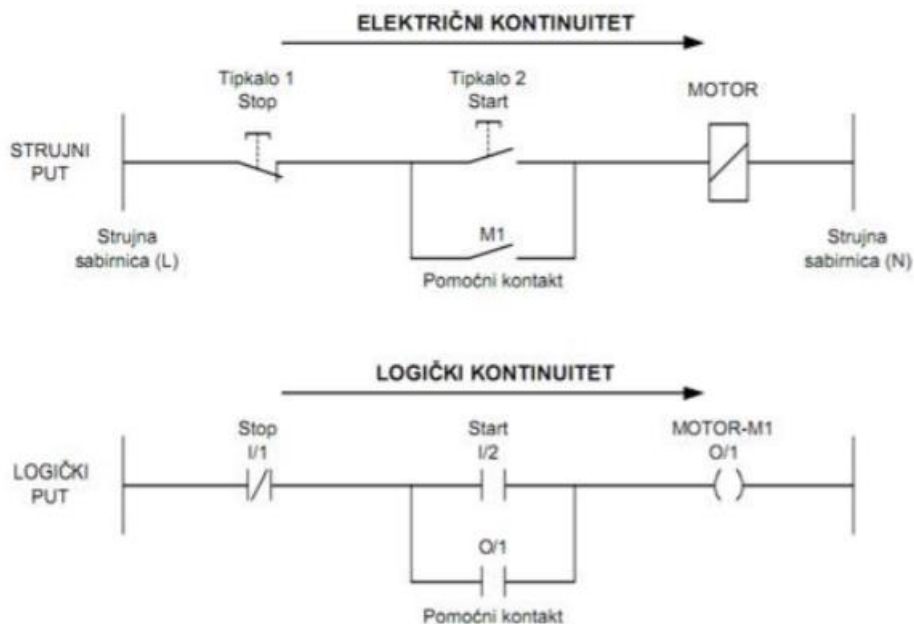 ELEKTRIČNI KONTINUITET
Tipkalo 1
Stop
Tipkalo 2
Start
MOTOR
STRUJNI
PUT
Strujna
sabirnica (L)
M1
Pomoćni kontakt
Strujna
sabirnica (N)
LOGIČKI KONTINUITET
Stop
I/1
Start
I/2
MOTOR-M1
O/1
LOGIČKI
PUT
O/1
Pomoćni kontakt